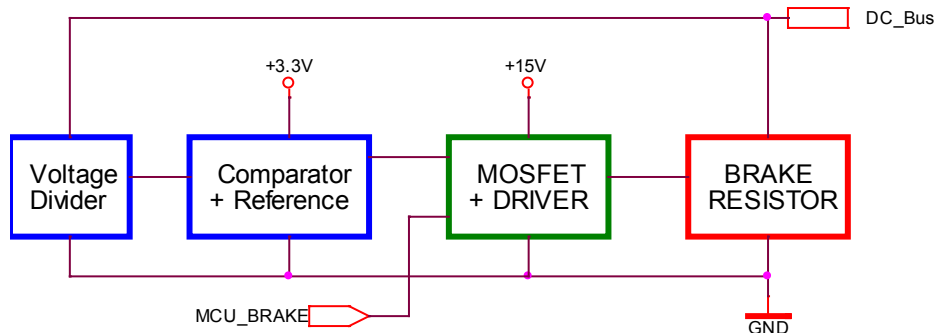 DC_Bus
+3.3V
+15V
Voltage
Divider
Comparator
+ Reference
MOSFET
+ DRIVER
BRAKE
RESISTOR
MCU_BRAKE
GND